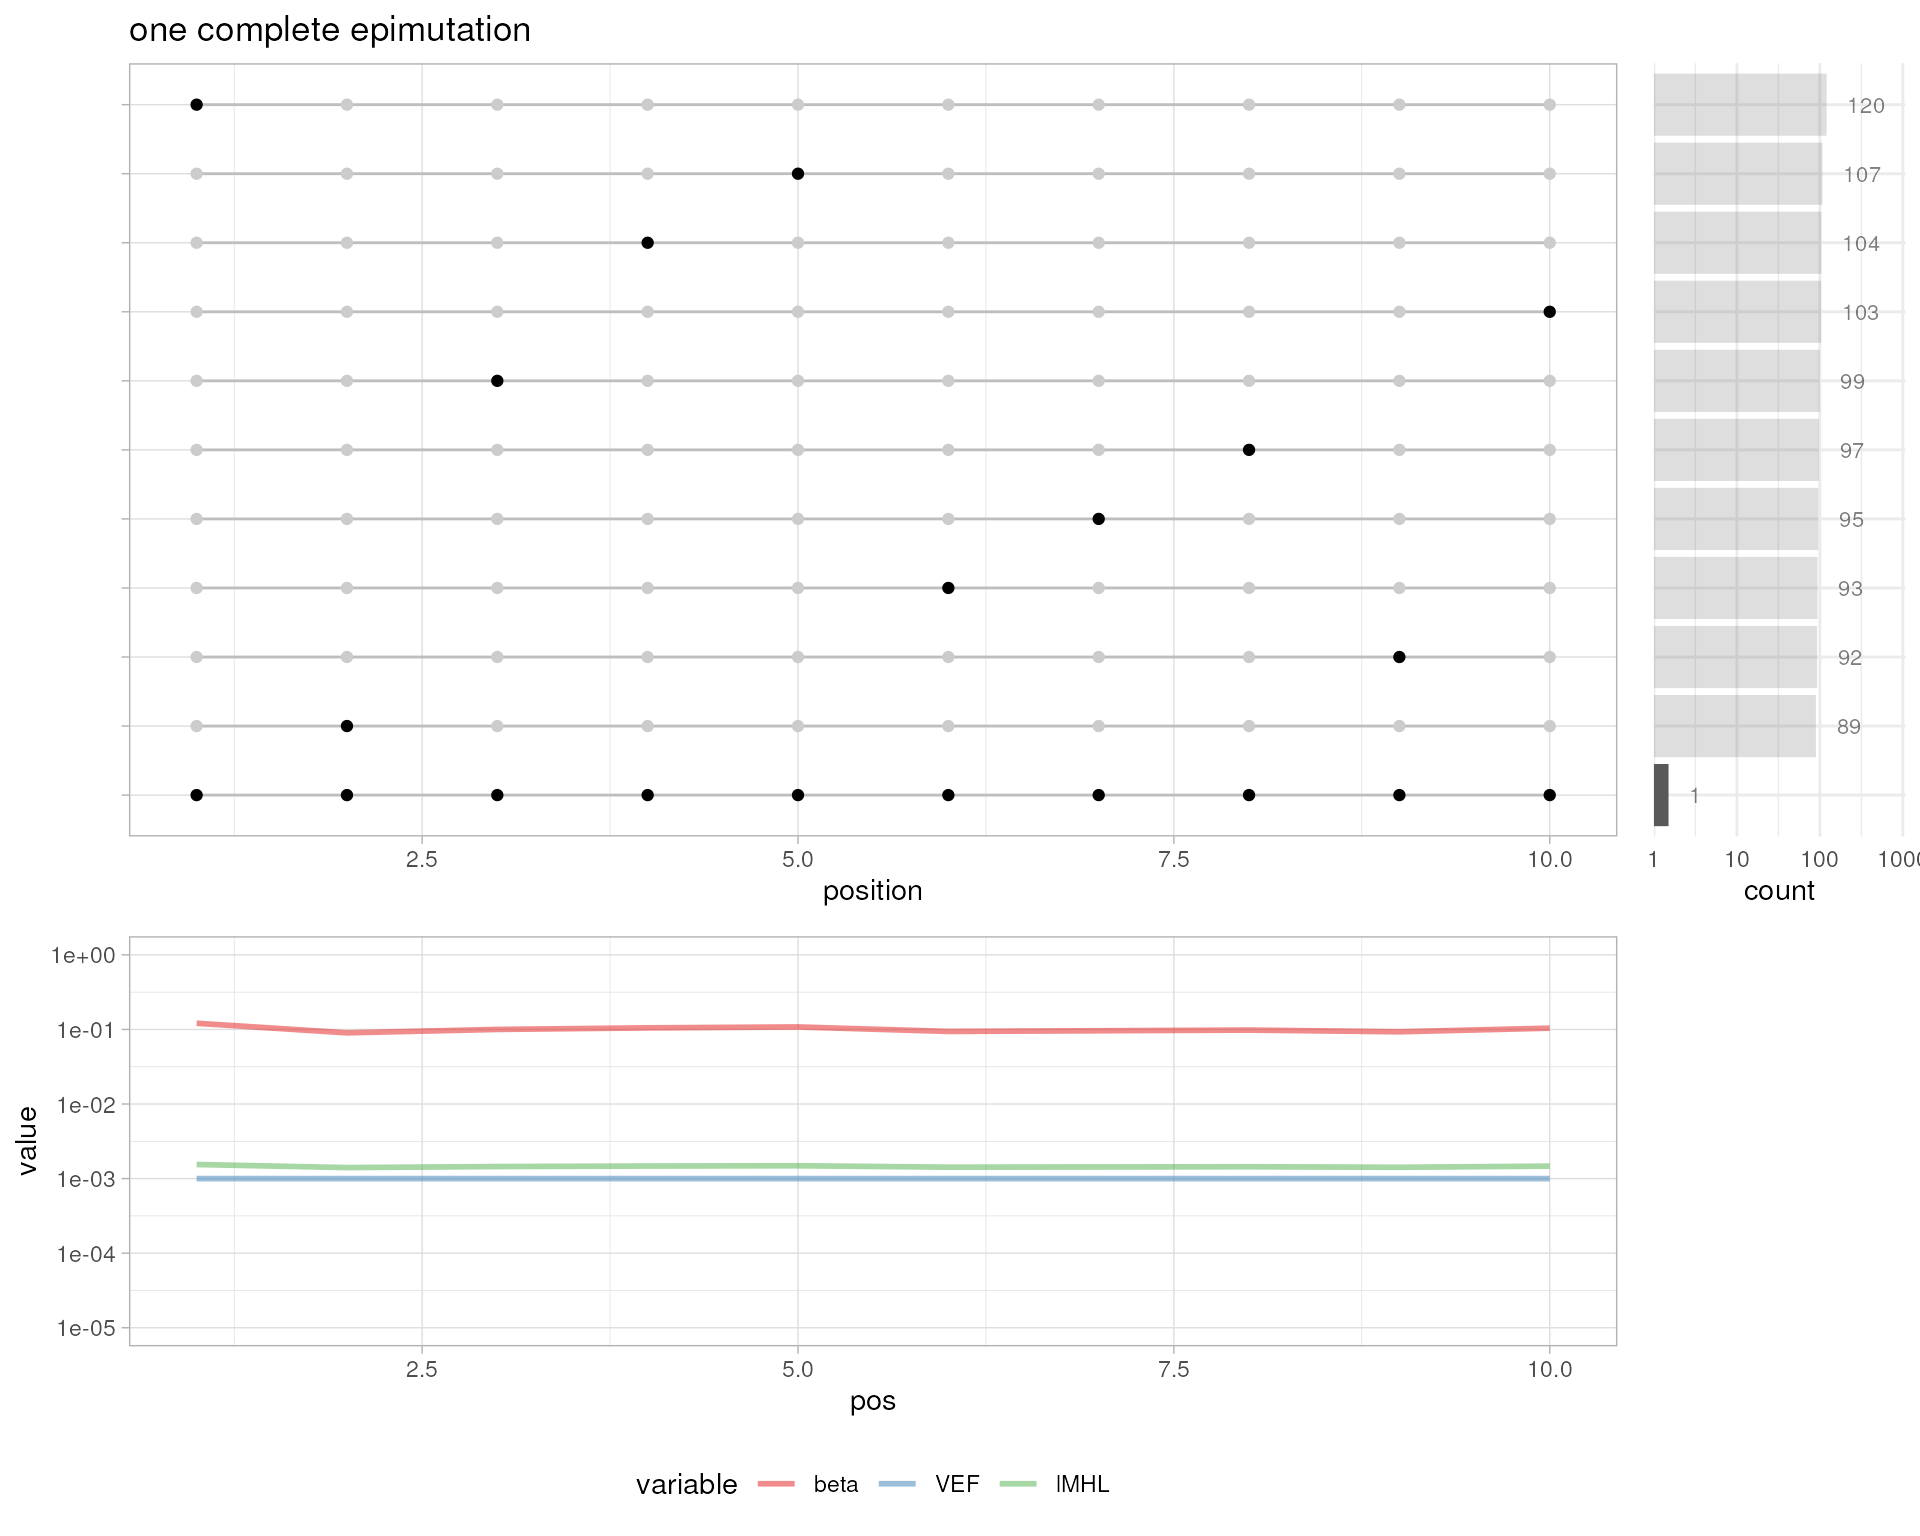 one complete epimutation
120
107
104
103
99
97
95
93
92
89
1
2.5 5.0 7.5 10.0 1 10 100 1000
position count
1e+00
1e-01
1e-02
1e-03
1e-04
1e-05
value
2.5 5.0 7.5 10.0
pos
variable beta VEF lMHL